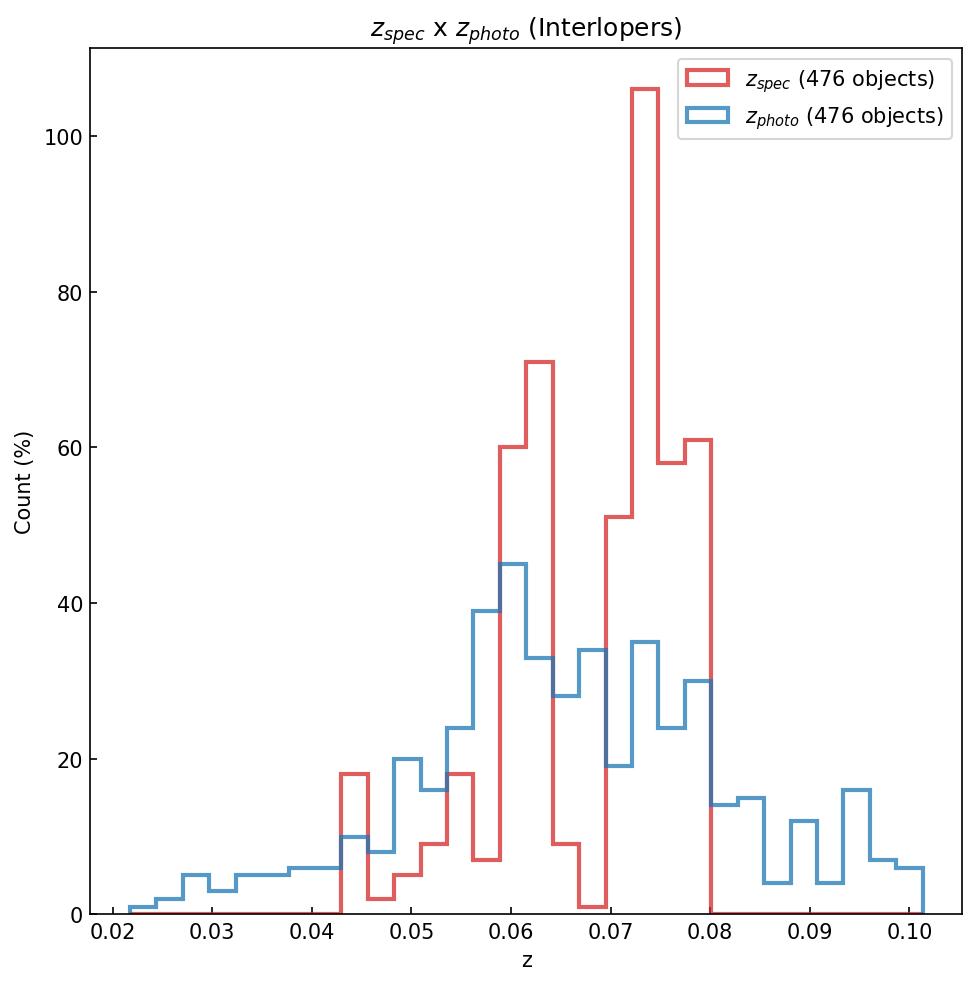 z_spec x z_photo (Interlopers)
z_spec (476 objects)
z_photo (476 objects)
Count (%)
100
80
60
40
20
0
0.02 0.03 0.04 0.05 0.06 0.07 0.08 0.09 0.10
z